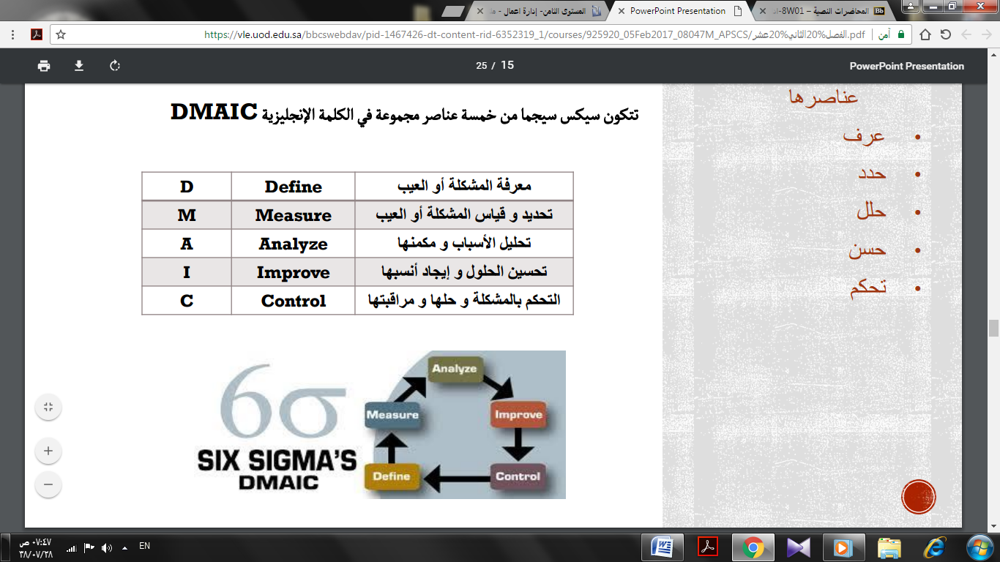 المحاضرات النصية – 8W01-ا
PowerPoint Presentation
المستوى الثامن- إدارة اعمال - ملـ
https://vle.uod.edu.sa/bbcswebdav/pid-1467426-dt-content-rid-6352319_1/courses/925920_05Feb2017_08047M_APSCS/الفصل%20الثاني%20عشر.pdf
آمن
25 / 15
PowerPoint Presentation
تتكون سيكس سيجما من خمسة عناصر مجموعة في الكلمة الإنجليزية DMAIC
D Define معرفة المشكلة أو العيب
M Measure تحديد و قياس المشكلة أو العيب
A Analyze تحليل الأسباب و مكمنها
I Improve تحسين الحلول و إيجاد أنسبها
C Control التحكم بالمشكلة و حلها و مراقبتها
عناصرها
• عرف
• حدد
• حلل
• حسن
• تحكم
6σ
SIX SIGMA'S
DMAIC
Analyze
Measure
Improve
Define
Control
EN
٠٧:٤٧ ص
٣٨/٠٧/٢٨